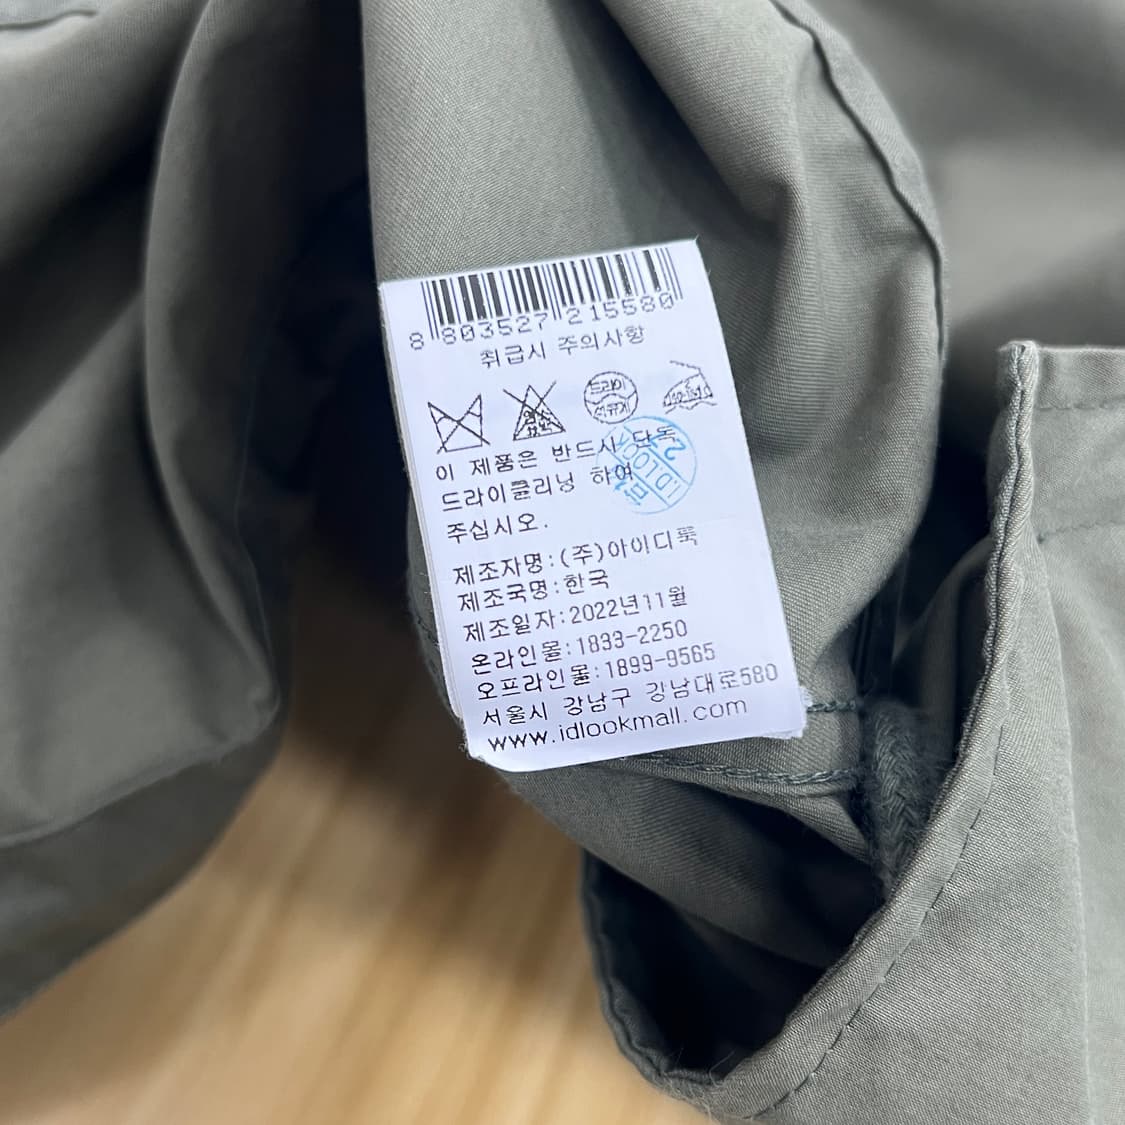 8 803527 215580
취급시 주의사항
드라이
석유계
이 제품은 반드시 단독
드라이클리닝 하여
주십시오.
IDLOOK
제조자명:(주)아이디룩
제조국명:한국
제조일자:2022년11월
온라인몰:1833-2250
오프라인몰:1899-9565
서울시 강남구 강남대로580
www.idlookmall.com